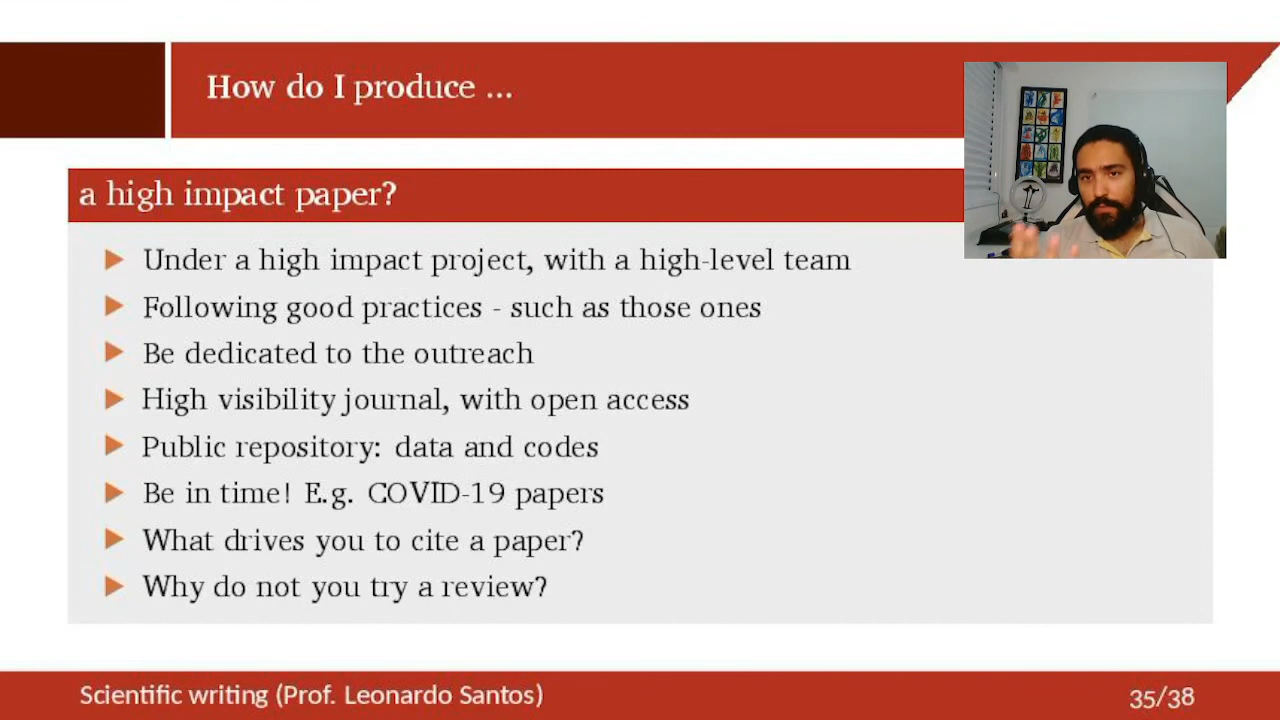 How do I produce ...
a high impact paper?
Under a high impact project, with a high-level team
Following good practices - such as those ones
Be dedicated to the outreach
High visibility journal, with open access
Public repository: data and codes
Be in time! E.g. COVID-19 papers
What drives you to cite a paper?
Why do not you try a review?
Scientific writing (Prof. Leonardo Santos)
35/38